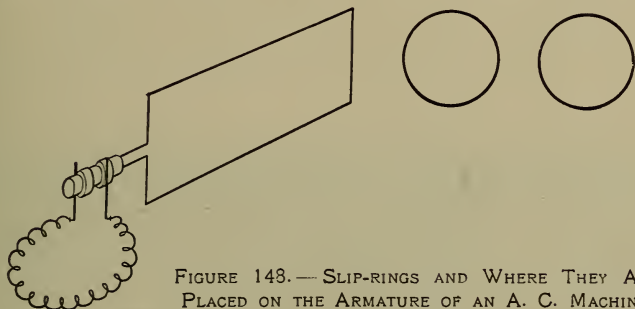 FIGURE 148.—SLIP-RINGS AND WHERE THEY A
PLACED ON THE ARMATURE OF AN A. C. MACHIN